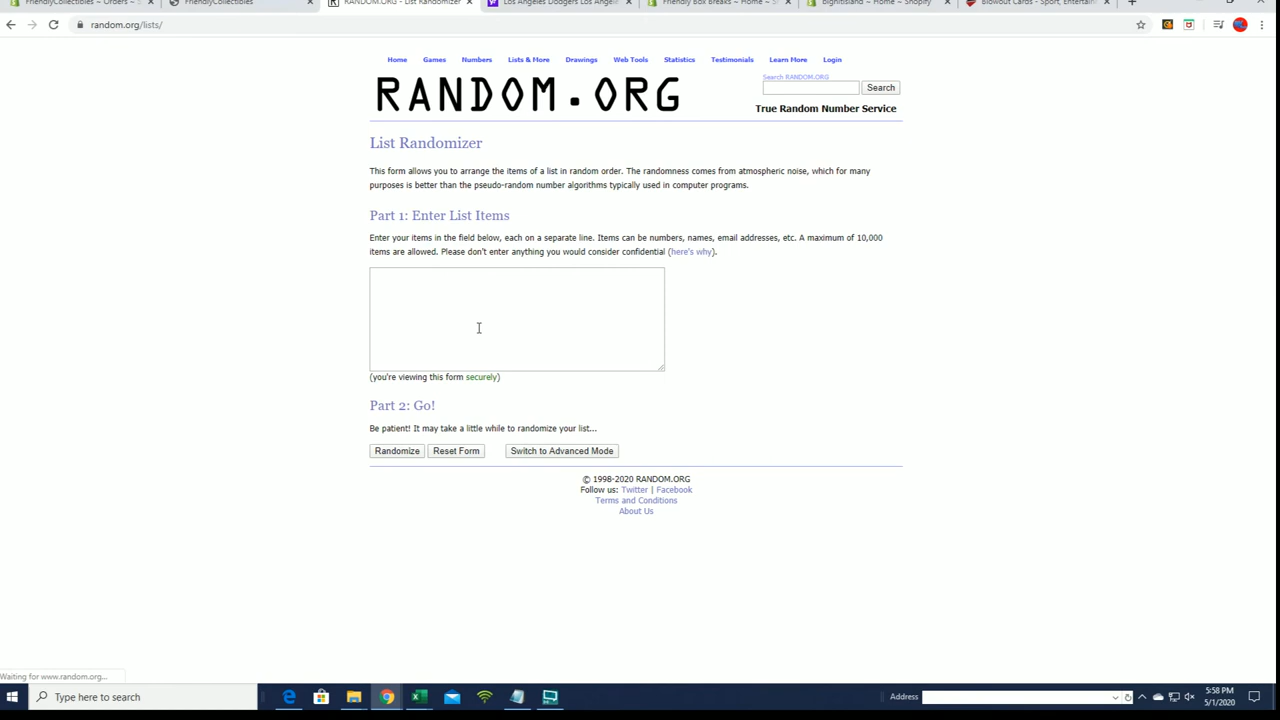 FriendlyCollectibles ~ Orders ~ S
FriendlyCollectibles
RANDOM.ORG - List Randomizer
Los Angeles Dodgers Los Angele
Friendly Box Breaks ~ Home ~ S
bignitsland ~ Home ~ Shopify
Blowout Cards - Sport, Entertain
random.org/lists/
Home Games Numbers Lists & More Drawings Web Tools Statistics Testimonials Learn More Login
RANDOM.ORG
Search RANDOM.ORG
Search
True Random Number Service
List Randomizer
This form allows you to arrange the items of a list in random order. The randomness comes from atmospheric noise, which for many
purposes is better than the pseudo-random number algorithms typically used in computer programs.
Part 1: Enter List Items
Enter your items in the field below, each on a separate line. Items can be numbers, names, email addresses, etc. A maximum of 10,000
items are allowed. Please don't enter anything you would consider confidential (here's why).
(you're viewing this form securely)
Part 2: Go!
Be patient! It may take a little while to randomize your list...
Randomize Reset Form Switch to Advanced Mode
© 1998-2020 RANDOM.ORG
Follow us: Twitter | Facebook
Terms and Conditions
About Us
Waiting for www.random.org...
Type here to search
Address
5:58 PM
5/1/2020